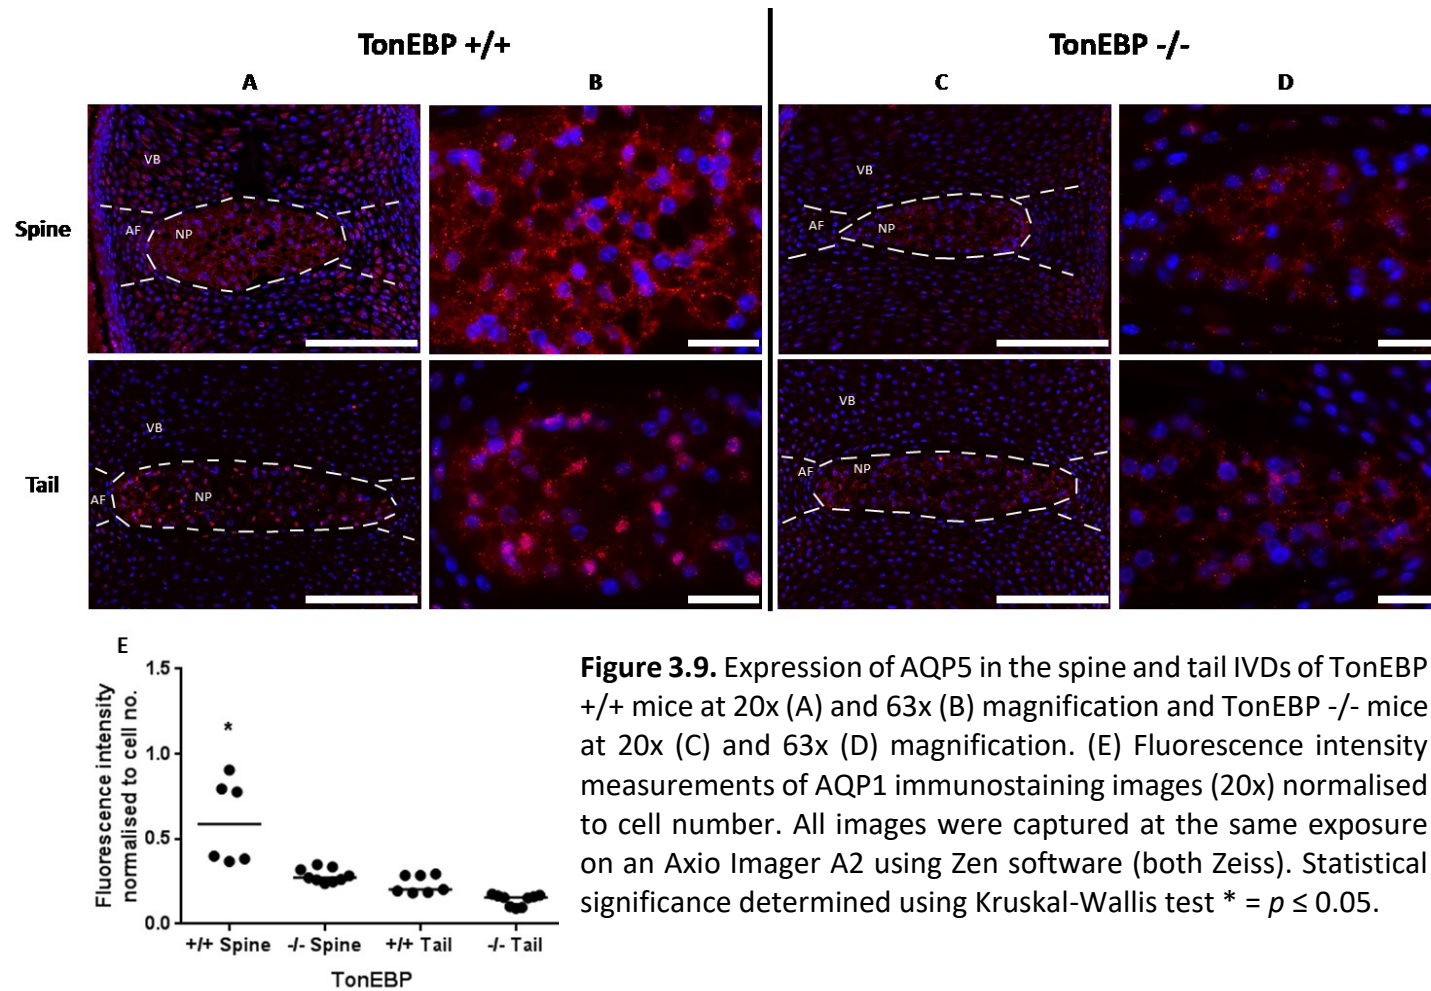 TonEBP +/+
TonEBP -/-
A
B
C
D
Spine
VB
AF
NP
VB
AF
NP
Tail
VB
AF
NP
VB
AF
NP
E
Fluorescence intensity
normalised to cell no.
1.5
1.0
0.5
0.0
*
+/+ Spine
-/- Spine
+/+ Tail
-/- Tail
TonEBP
Figure 3.9. Expression of AQP5 in the spine and tail IVDs of TonEBP
+/+ mice at 20x (A) and 63x (B) magnification and TonEBP -/- mice
at 20x (C) and 63x (D) magnification. (E) Fluorescence intensity
measurements of AQP1 immunostaining images (20x) normalised
to cell number. All images were captured at the same exposure
on an Axio Imager A2 using Zen software (both Zeiss). Statistical
significance determined using Kruskal-Wallis test * = p ≤ 0.05.